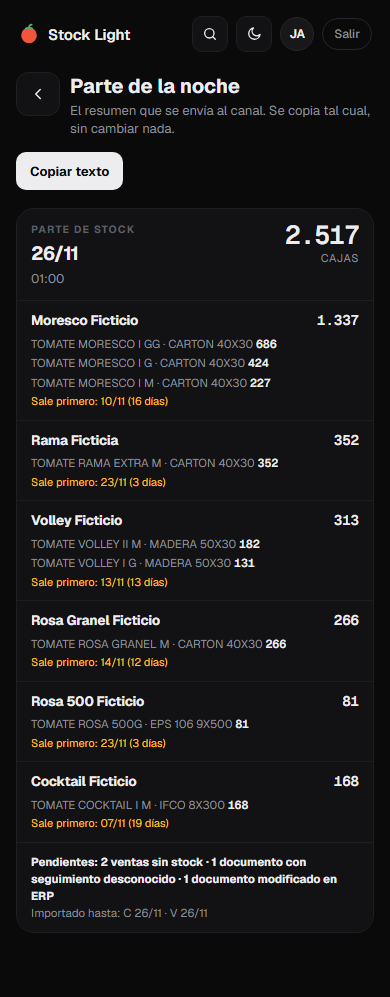 Stock Light
JA
Salir
Parte de la noche
El resumen que se envía al canal. Se copia tal cual,
sin cambiar nada.
Copiar texto
PARTE DE STOCK
26/11
01:00
2.517
CAJAS
Moresco Ficticio 1.337
TOMATE MORESCO I GG · CARTON 40X30 686
TOMATE MORESCO I G · CARTON 40X30 424
TOMATE MORESCO I M · CARTON 40X30 227
Sale primero: 10/11 (16 días)
Rama Ficticia 352
TOMATE RAMA EXTRA M · CARTON 40X30 352
Sale primero: 23/11 (3 días)
Volley Ficticio 313
TOMATE VOLLEY II M · MADERA 50X30 182
TOMATE VOLLEY I G · MADERA 50X30 131
Sale primero: 13/11 (13 días)
Rosa Granel Ficticio 266
TOMATE ROSA GRANEL M · CARTON 40X30 266
Sale primero: 14/11 (12 días)
Rosa 500 Ficticio 81
TOMATE ROSA 500G · EPS 106 9X500 81
Sale primero: 23/11 (3 días)
Cocktail Ficticio 168
TOMATE COCKTAIL I M · IFCO 8X300 168
Sale primero: 07/11 (19 días)
Pendientes: 2 ventas sin stock · 1 documento con
seguimiento desconocido · 1 documento modificado en
ERP
Importado hasta: C 26/11 · V 26/11